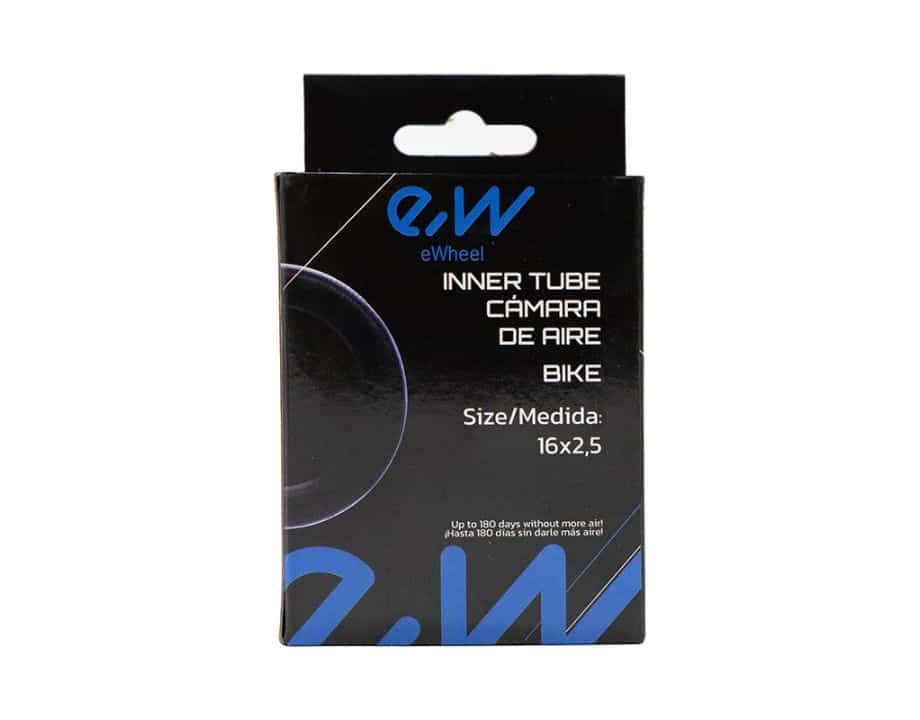 e,w
eWheel
INNER TUBE
CÁMARA
DE AIRE
BIKE
Size/Medida:
16x2,5
Up to 180 days without more air!
¡Hasta 180 días sin darle más aire!
e,w